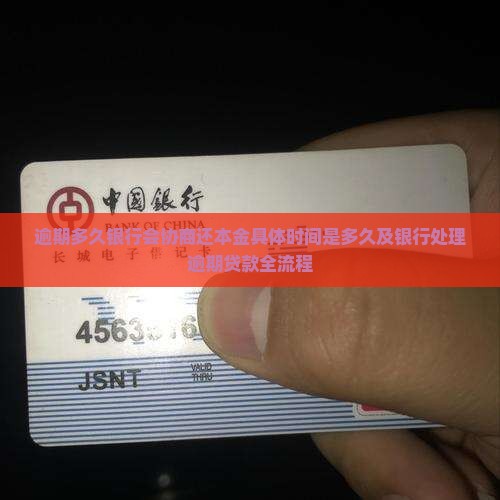 中国銀行
BANK OF CHINA
逾期多久银行会协商还本金具体时间是多久及银行处理
逾期贷款全流程
长城电子借记卡
4563
JSNT
VALID
THRU